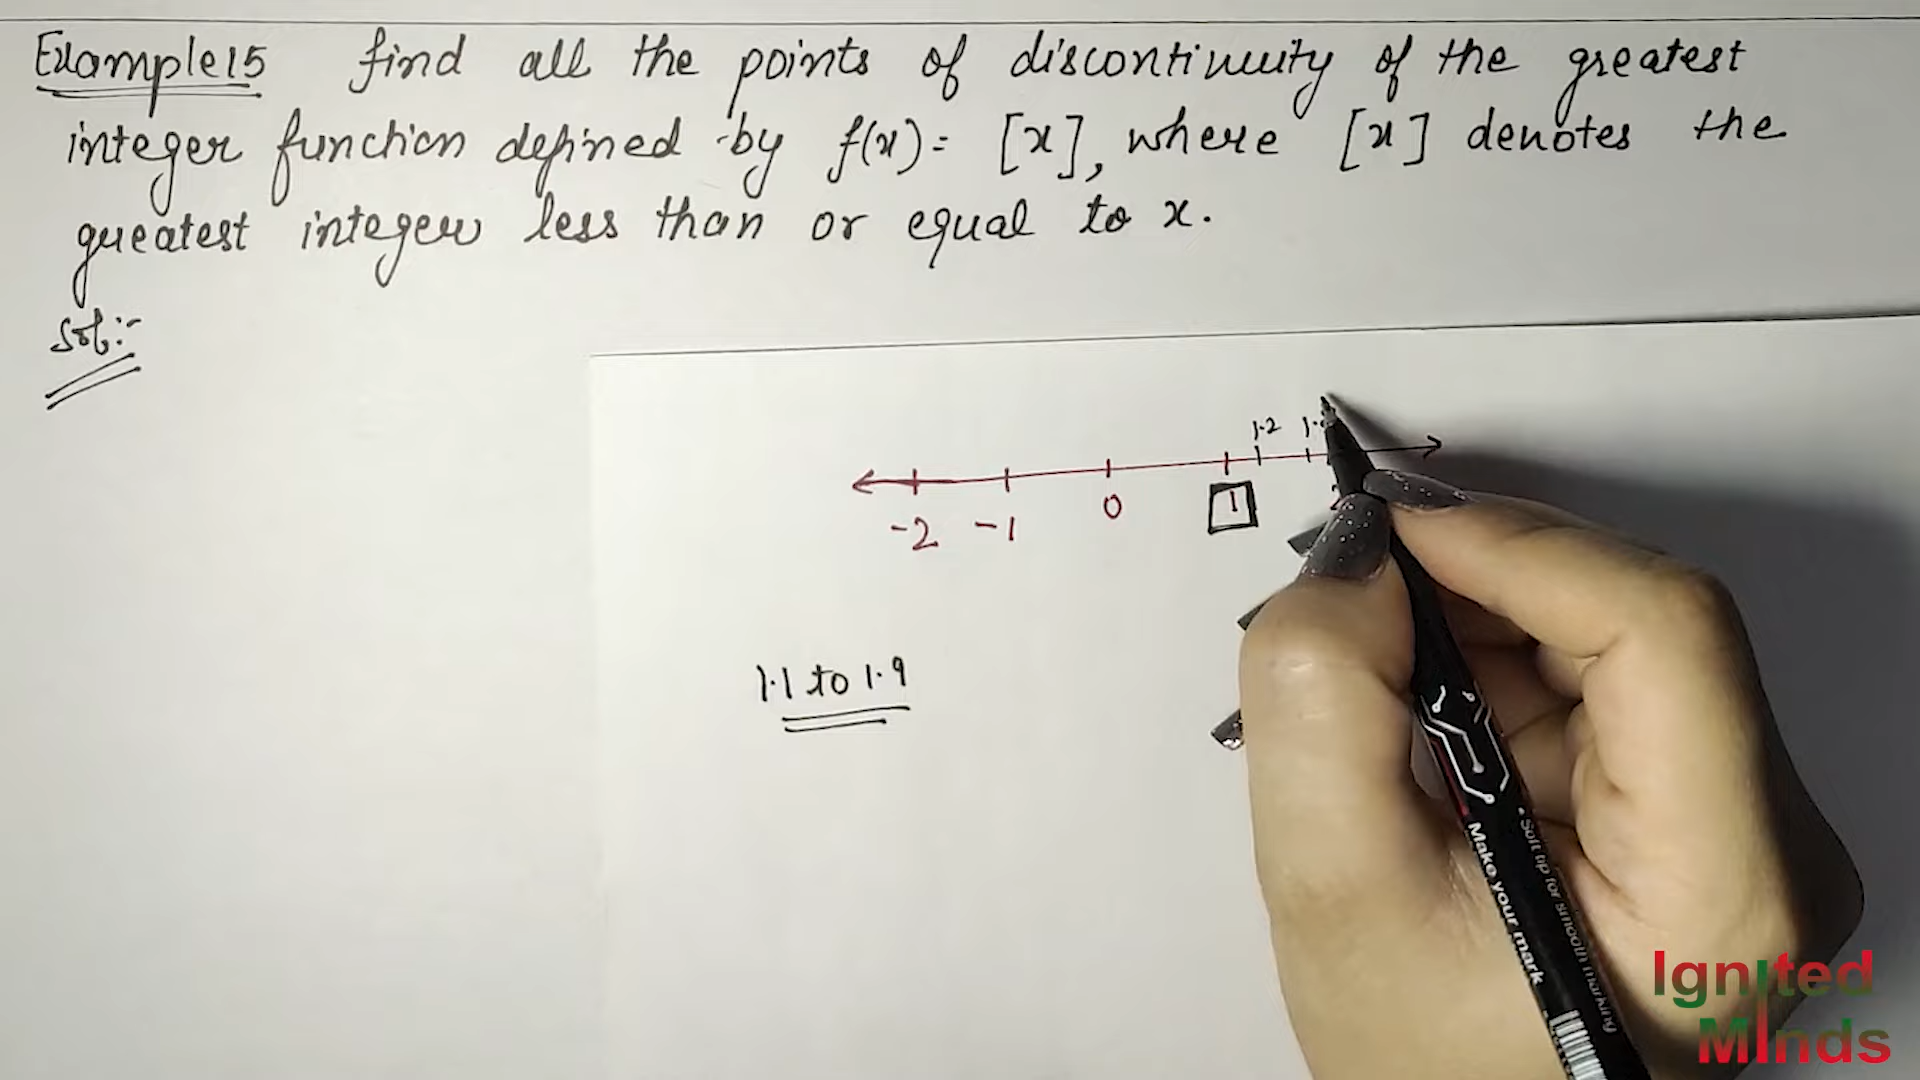 Example 15 find all the points of discontinuity of the greatest
integer function defined by f(x) = [x], where [x] denotes the
greatest integer less than or equal to x.
Sol:-
1.2
-2 -1 0 1
1.1 to 1.9
Make your mark
Soft tip for smooth marking
Ignited
Minds